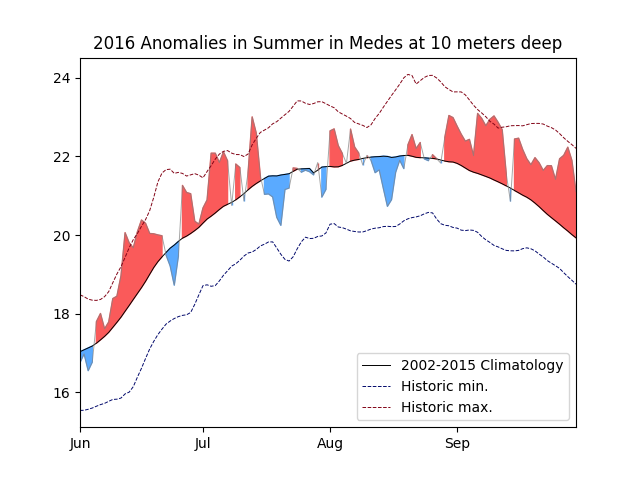 2016 Anomalies in Summer in Medes at 10 meters deep
24
22
20
18
16
Jun Jul Aug Sep
2002-2015 Climatology
Historic min.
Historic max.